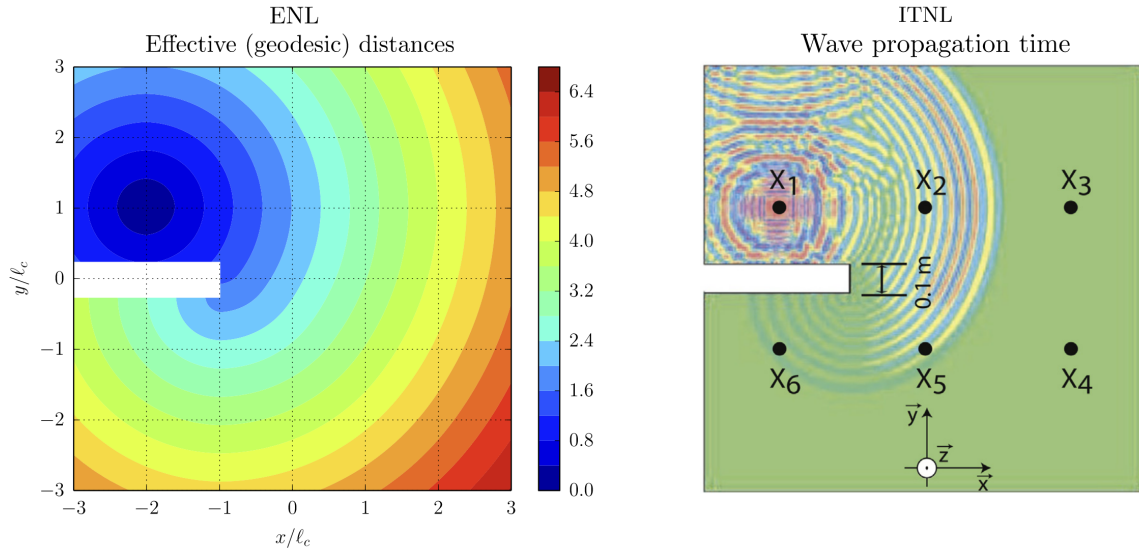 ENL
Effective (geodesic) distances
3
2
1
0
−1
−2
−3
y/ℓc
−3
−2
−1
0
1
2
3
x/ℓc
6.4
5.6
4.8
4.0
3.2
2.4
1.6
0.8
0.0
ITNL
Wave propagation time
X1
X2
X3
0.1 m
X6
X5
X4
y
z
x